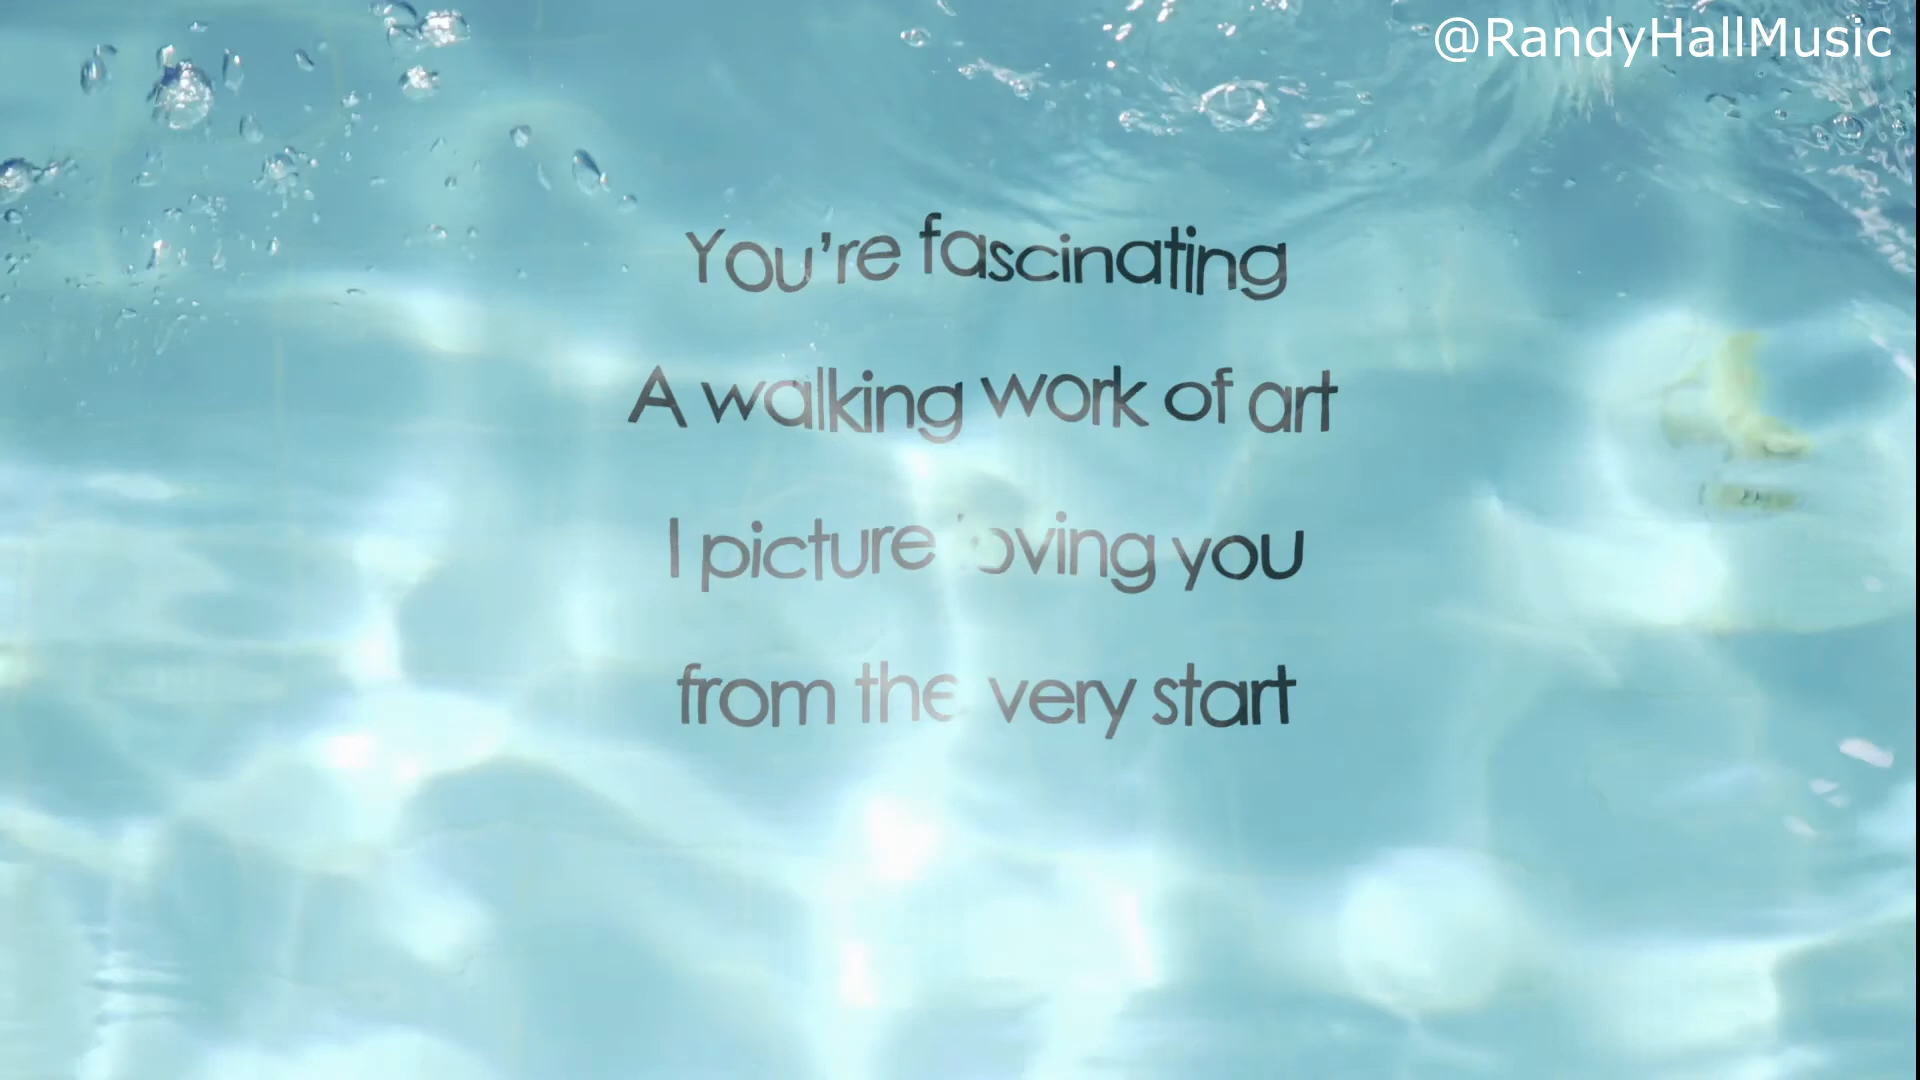 @RandyHallMusic
You're fascinating
A walking work of art
I picture loving you
from the very start